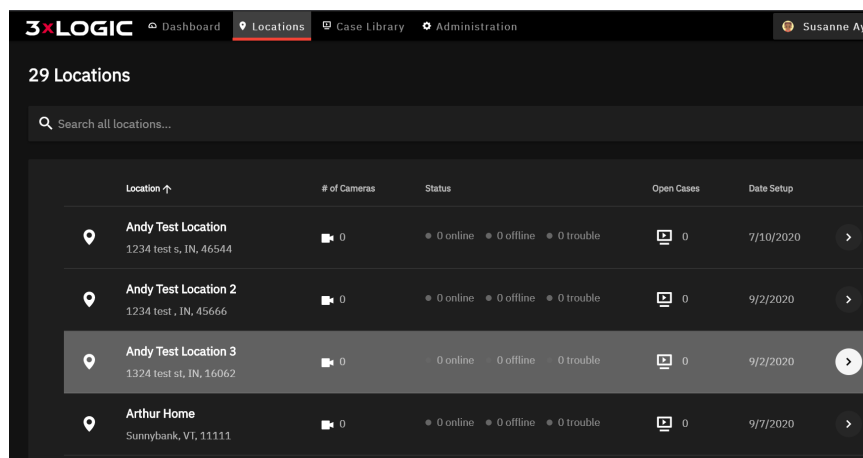 3xLOGIC Dashboard Locations Case Library Administration Susanne Ay
29 Locations
Search all locations...
Location # of Cameras Status Open Cases Date Setup
Andy Test Location
0 0 online 0 offline 0 trouble 0 7/10/2020
1234 test s, IN, 46544
Andy Test Location 2
0 0 online 0 offline 0 trouble 0 9/2/2020
1234 test , IN, 45666
Andy Test Location 3
0 0 online 0 offline 0 trouble 0 9/2/2020
1324 test st, IN, 16062
Arthur Home
0 0 online 0 offline 0 trouble 0 9/7/2020
Sunnybank, VT, 11111